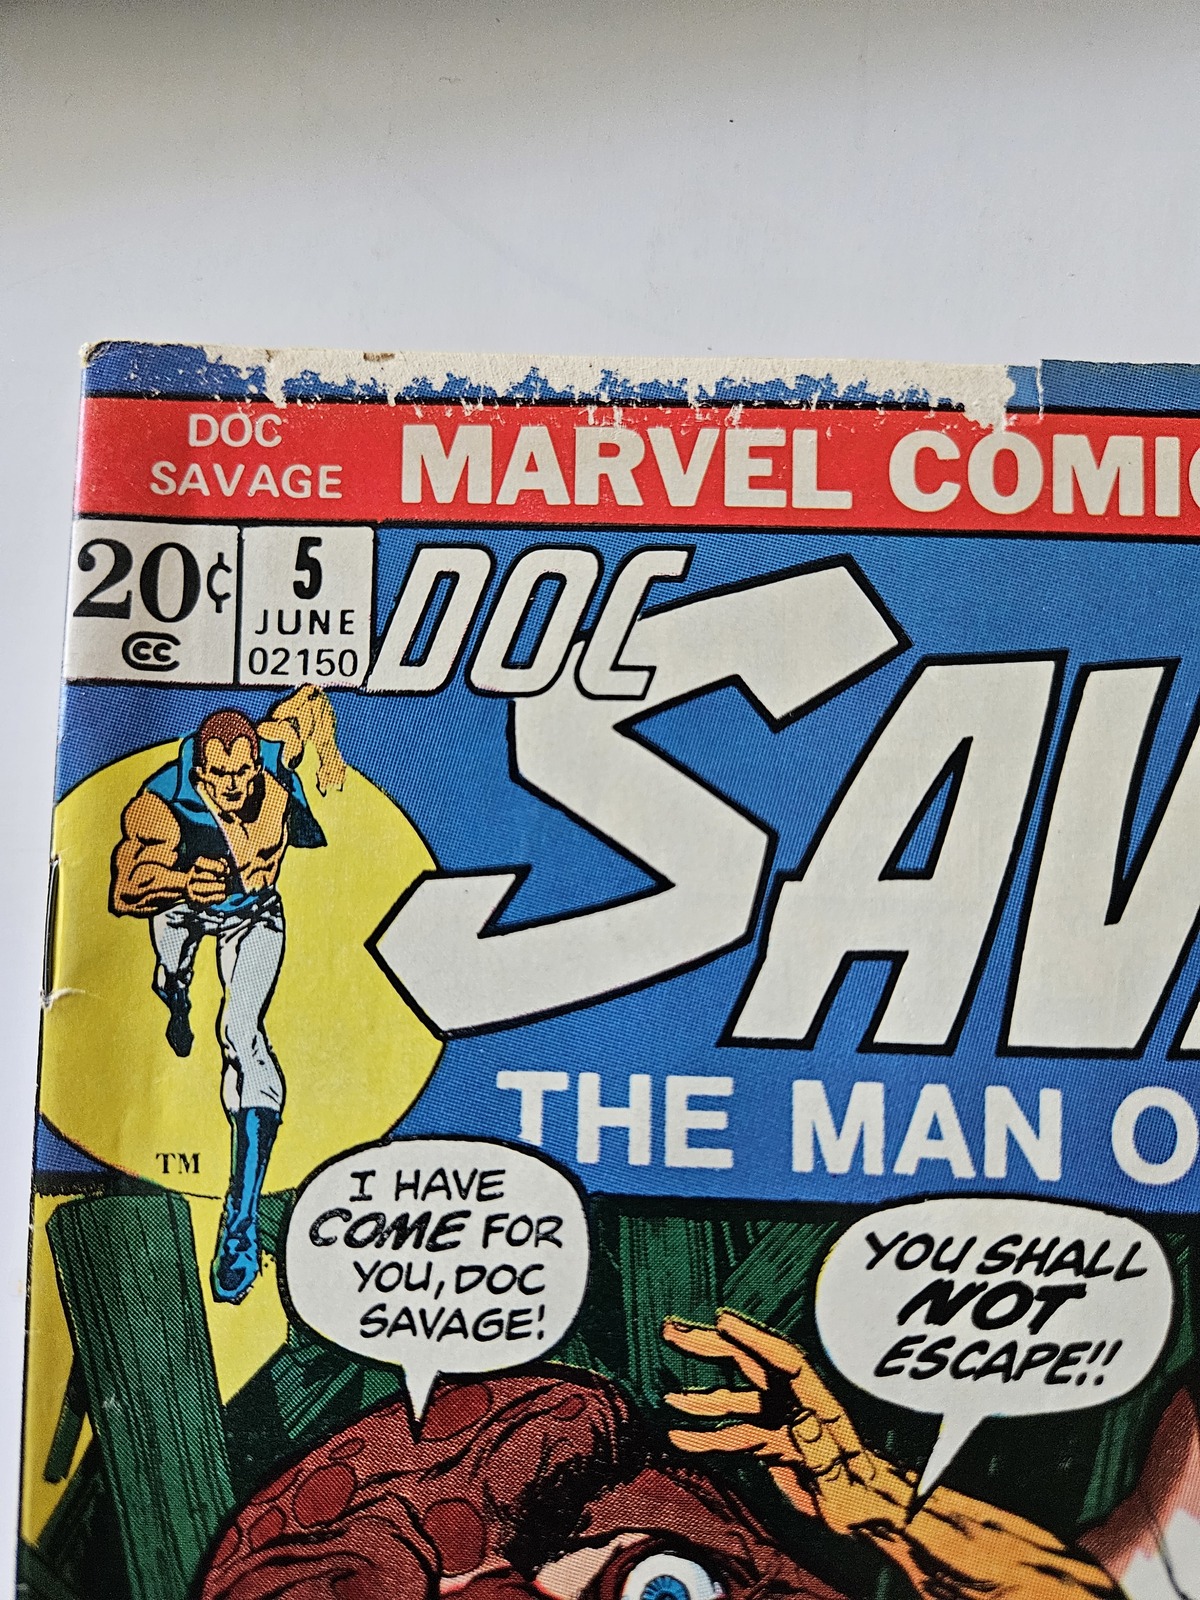 DOC
SAVAGE
MARVEL COMI
20¢
CC
5
JUNE
02150
DOC
SAV
THE MAN O
TM
I HAVE
COME FOR
YOU, DOC
SAVAGE!
YOU SHALL
NOT
ESCAPE!!